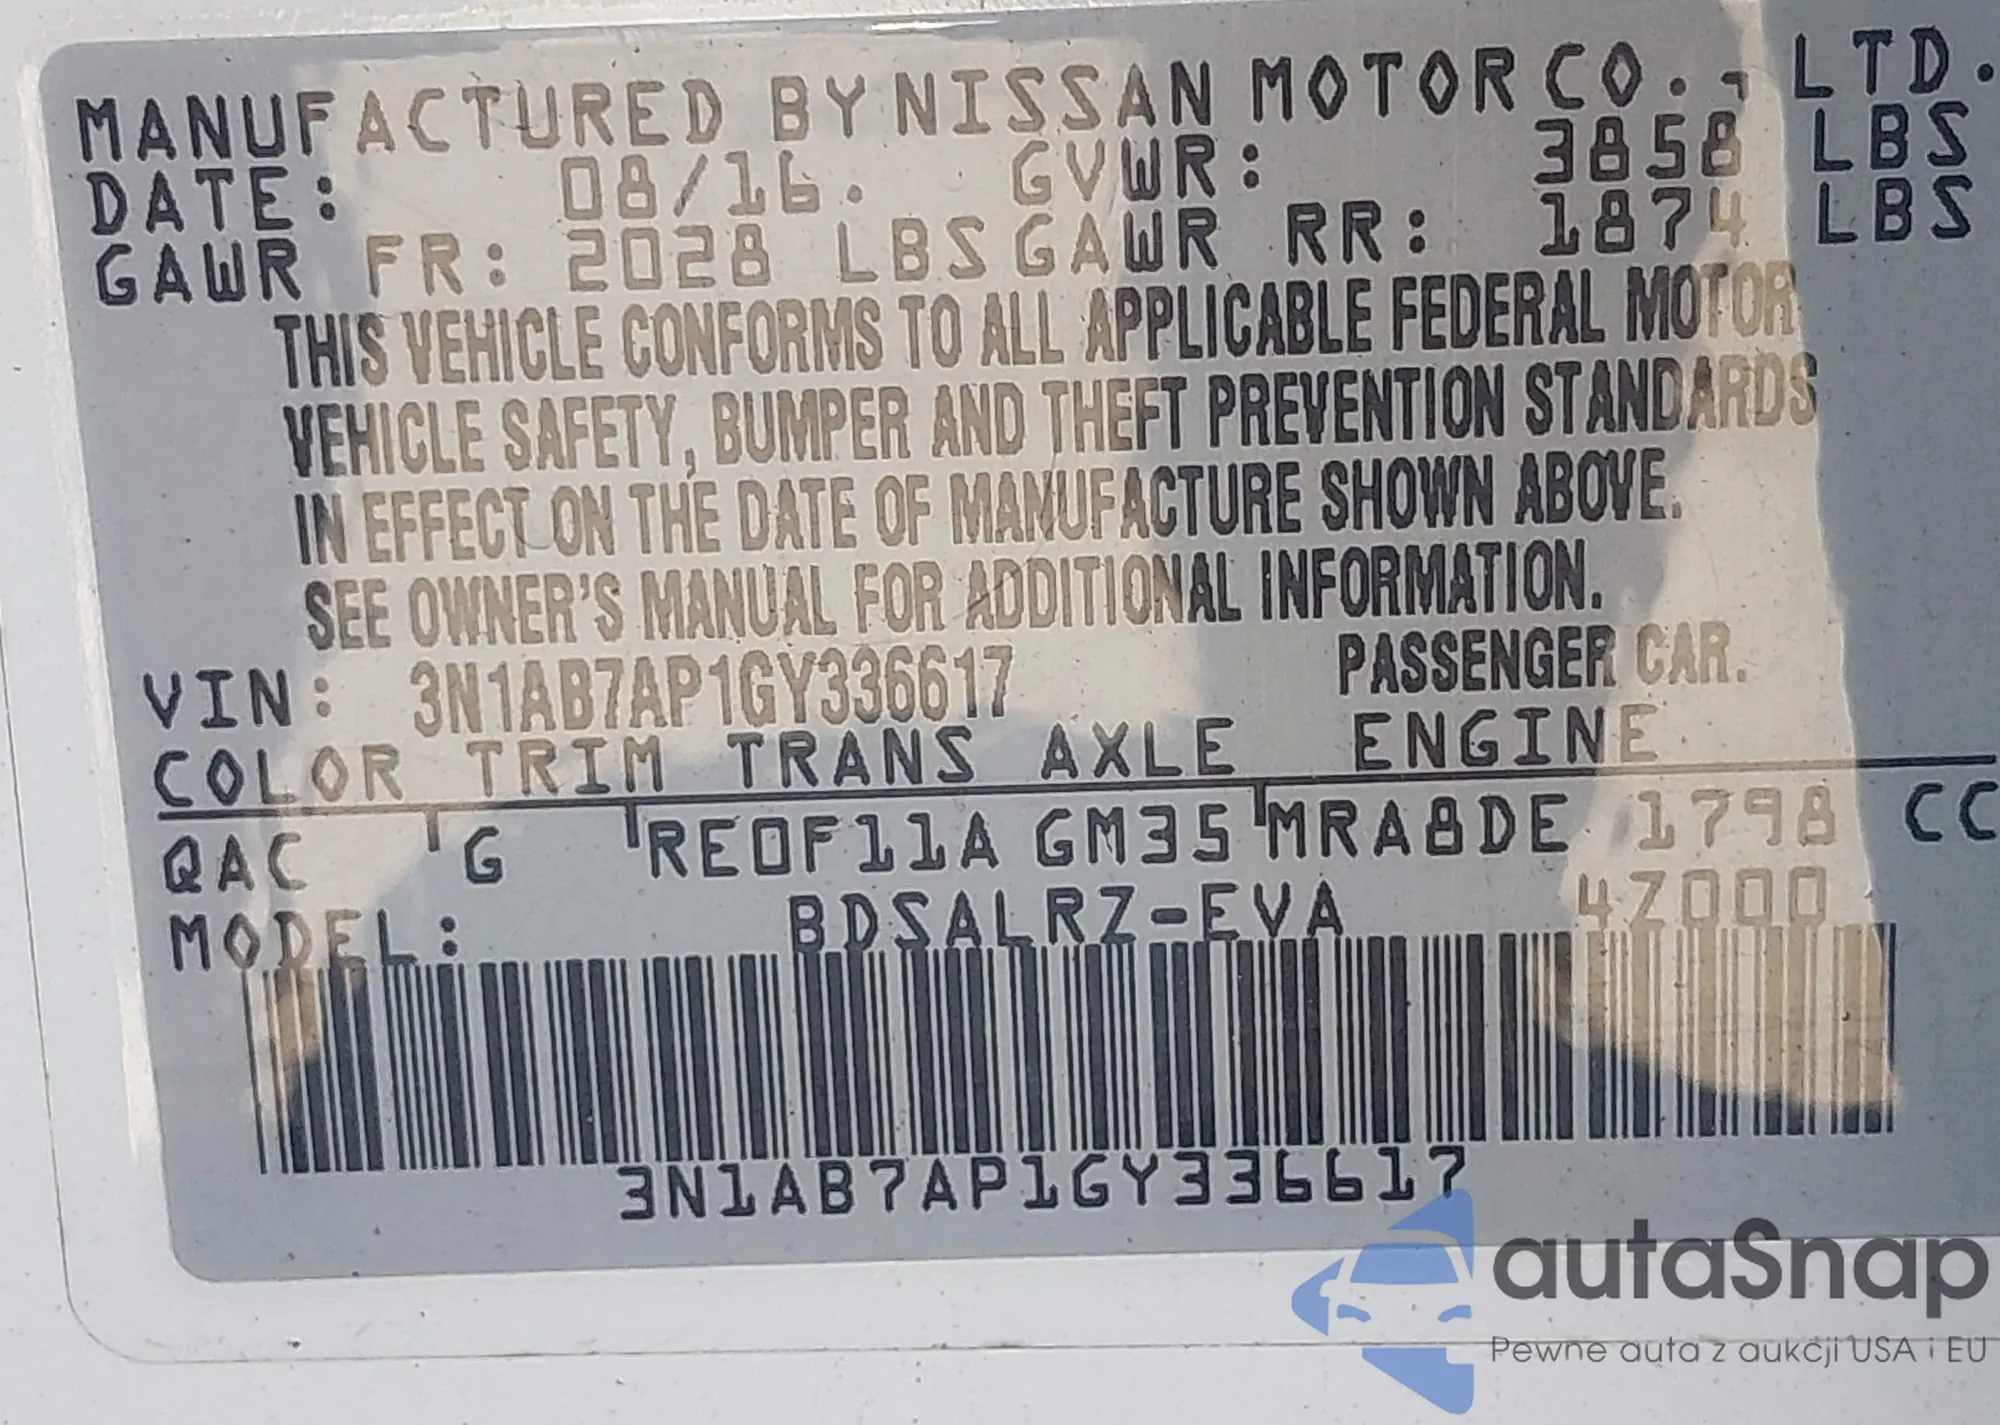 MANUFACTURED BY NISSAN MOTOR CO., LTD.
DATE: 08/16. GVWR: 3858 LBS
GAWR FR: 2028 LBS GAWR RR: 1874 LBS
THIS VEHICLE CONFORMS TO ALL APPLICABLE FEDERAL MOTOR
VEHICLE SAFETY, BUMPER AND THEFT PREVENTION STANDARDS
IN EFFECT ON THE DATE OF MANUFACTURE SHOWN ABOVE.
SEE OWNER'S MANUAL FOR ADDITIONAL INFORMATION.
VIN: 3N1AB7AP1GY336617 PASSENGER CAR.
COLOR TRIM TRANS AXLE ENGINE
QAC G RE0F11A GM35 MRA8DE 1798 CC
MODEL: BDSALRZ-EVA 4Z000
3N1AB7AP1GY336617
autaSnap
Pewne auta z aukcji USA i EU